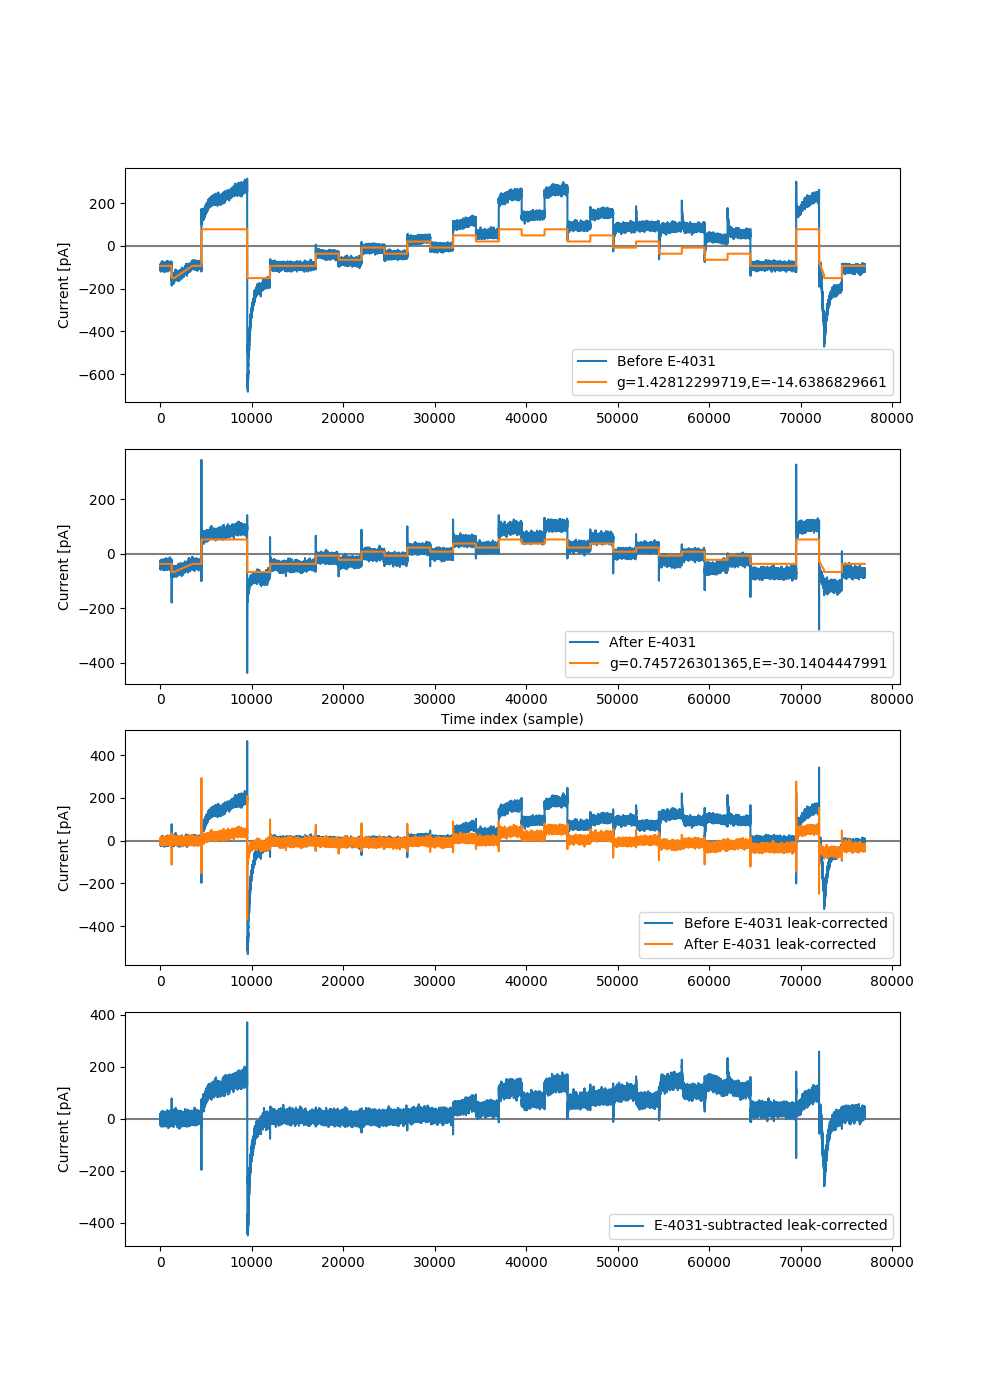 200
0
−200
−400
−600
Current [pA]
Before E-4031
g=1.42812299719,E=-14.6386829661
0 10000 20000 30000 40000 50000 60000 70000 80000
200
0
−200
−400
Current [pA]
After E-4031
g=0.745726301365,E=-30.1404447991
0 10000 20000 30000 40000 50000 60000 70000 80000
Time index (sample)
400
200
0
−200
−400
Current [pA]
Before E-4031 leak-corrected
After E-4031 leak-corrected
0 10000 20000 30000 40000 50000 60000 70000 80000
400
200
0
−200
−400
Current [pA]
E-4031-subtracted leak-corrected
0 10000 20000 30000 40000 50000 60000 70000 80000